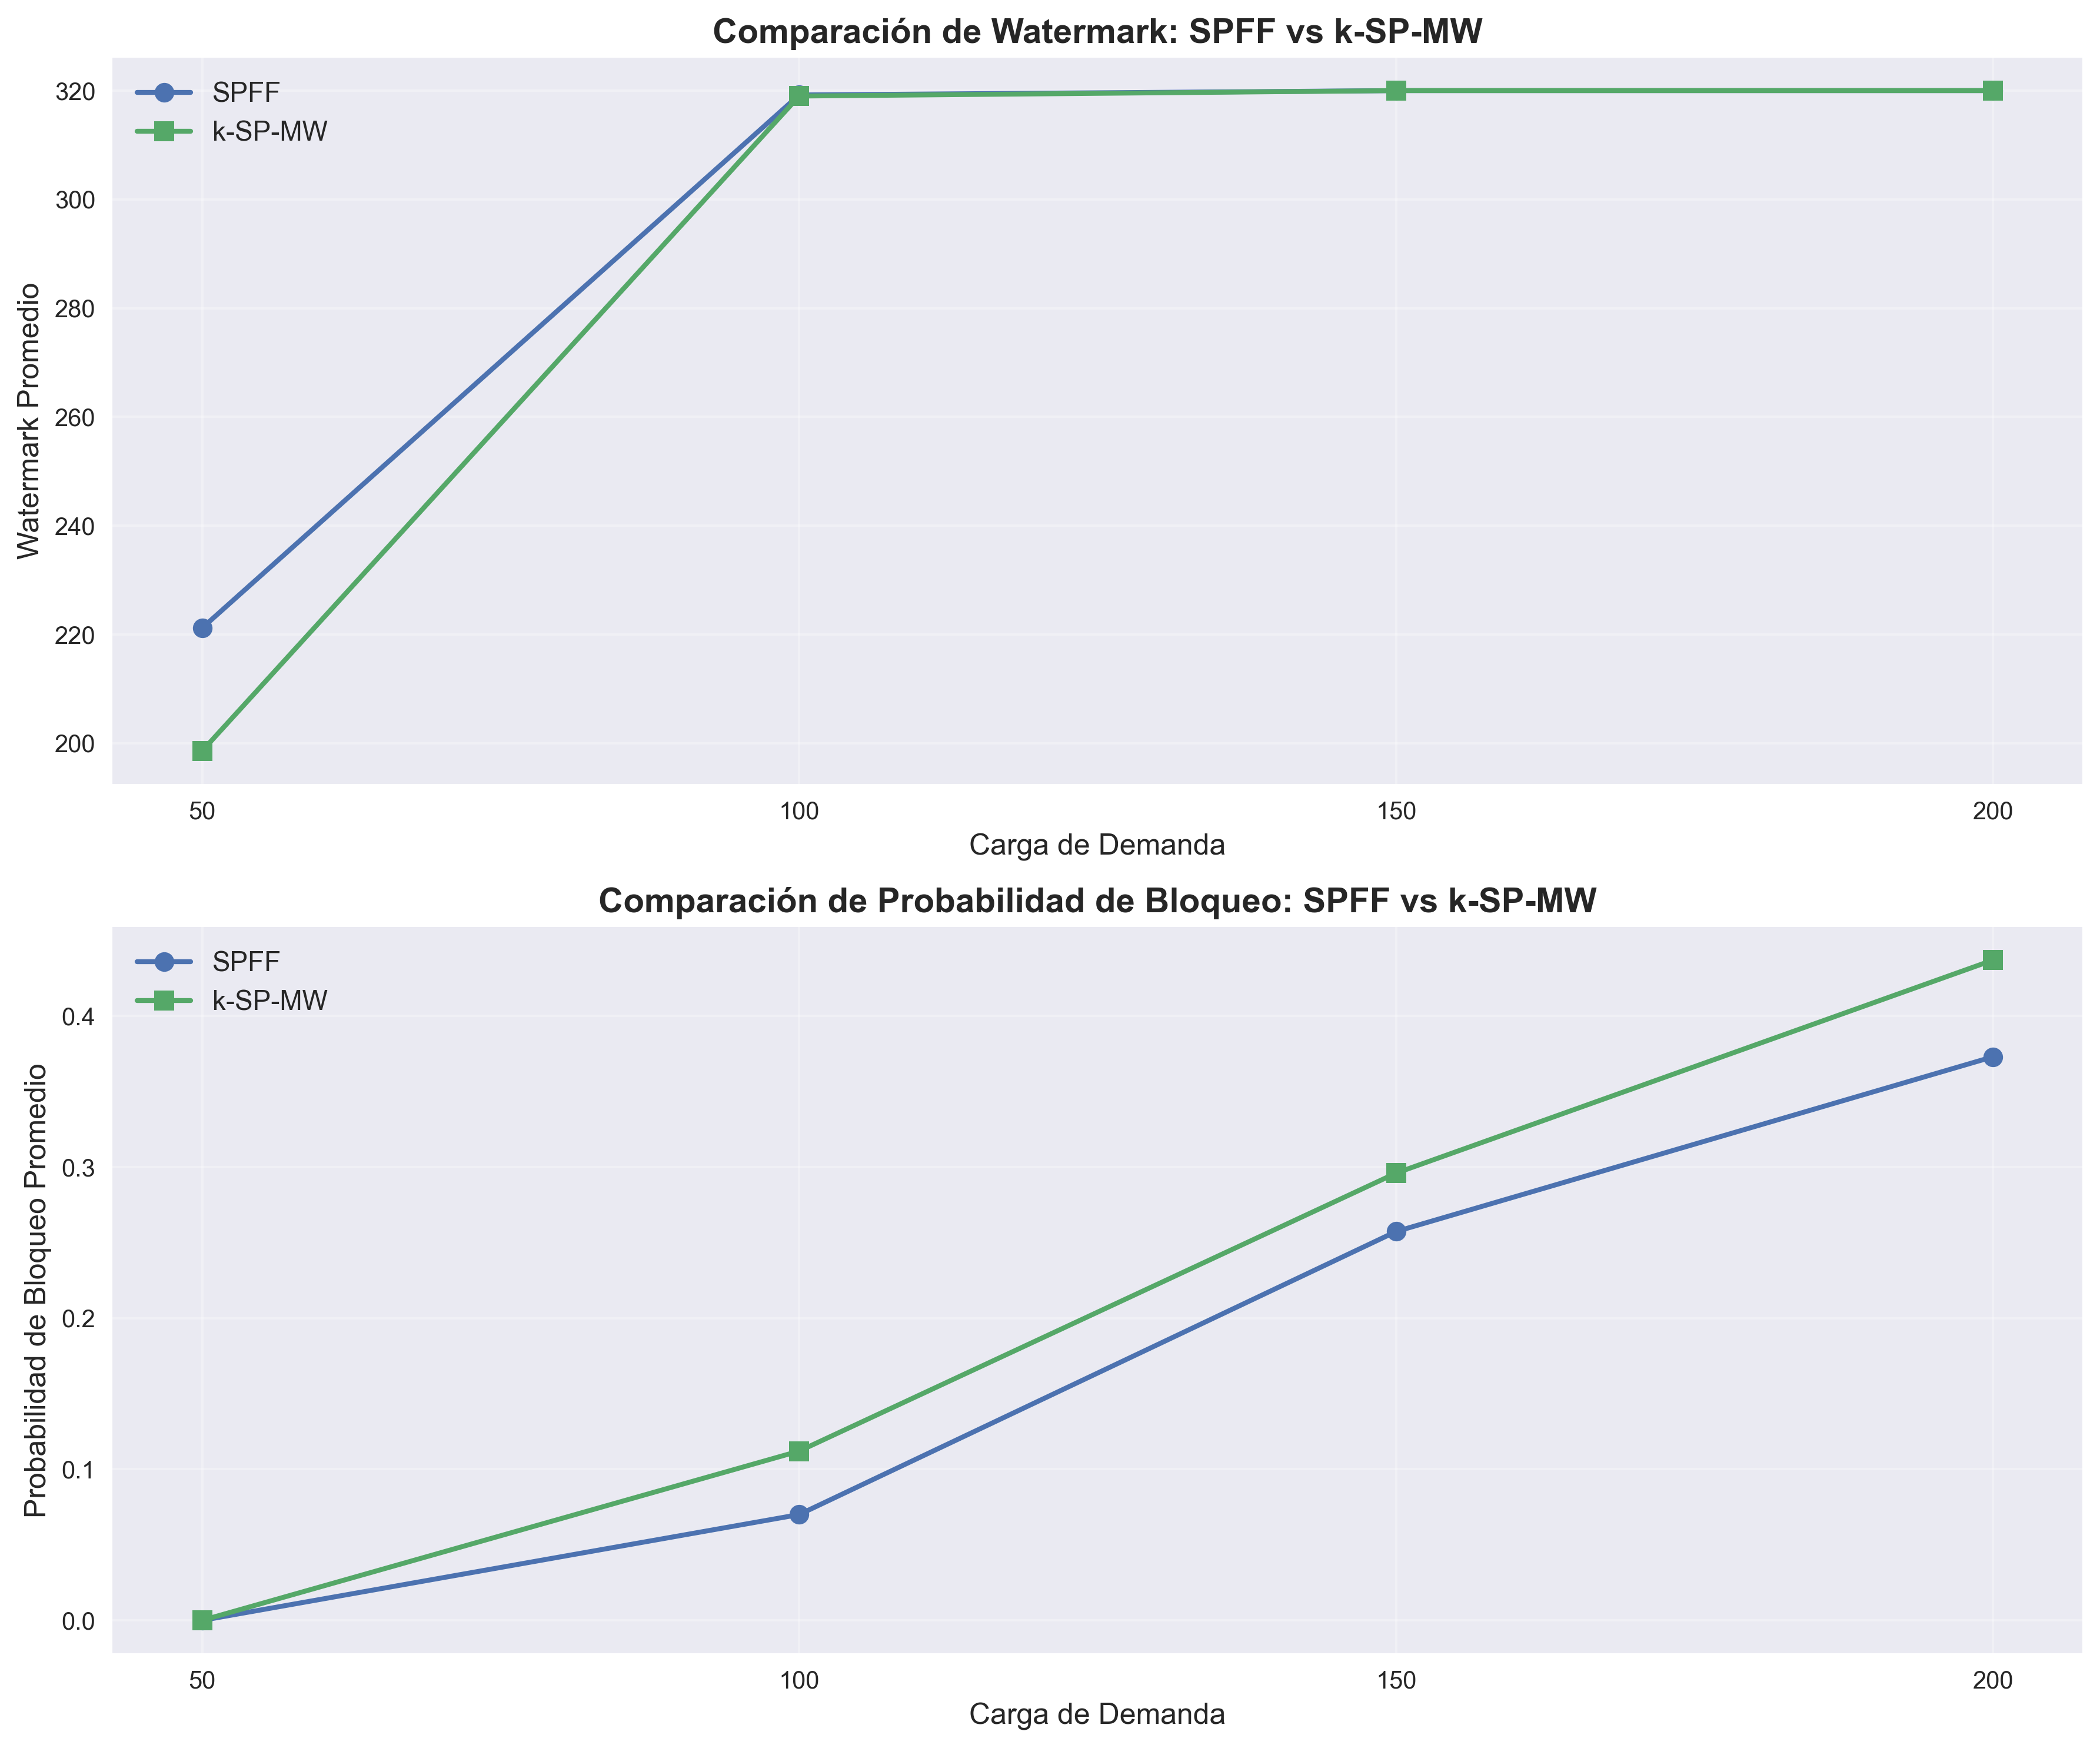 Comparación de Watermark: SPFF vs k-SP-MW
SPFF
k-SP-MW
Watermark Promedio
320
300
280
260
240
220
200
50
100
150
200
Carga de Demanda
Comparación de Probabilidad de Bloqueo: SPFF vs k-SP-MW
SPFF
k-SP-MW
Probabilidad de Bloqueo Promedio
0.4
0.3
0.2
0.1
0.0
50
100
150
200
Carga de Demanda